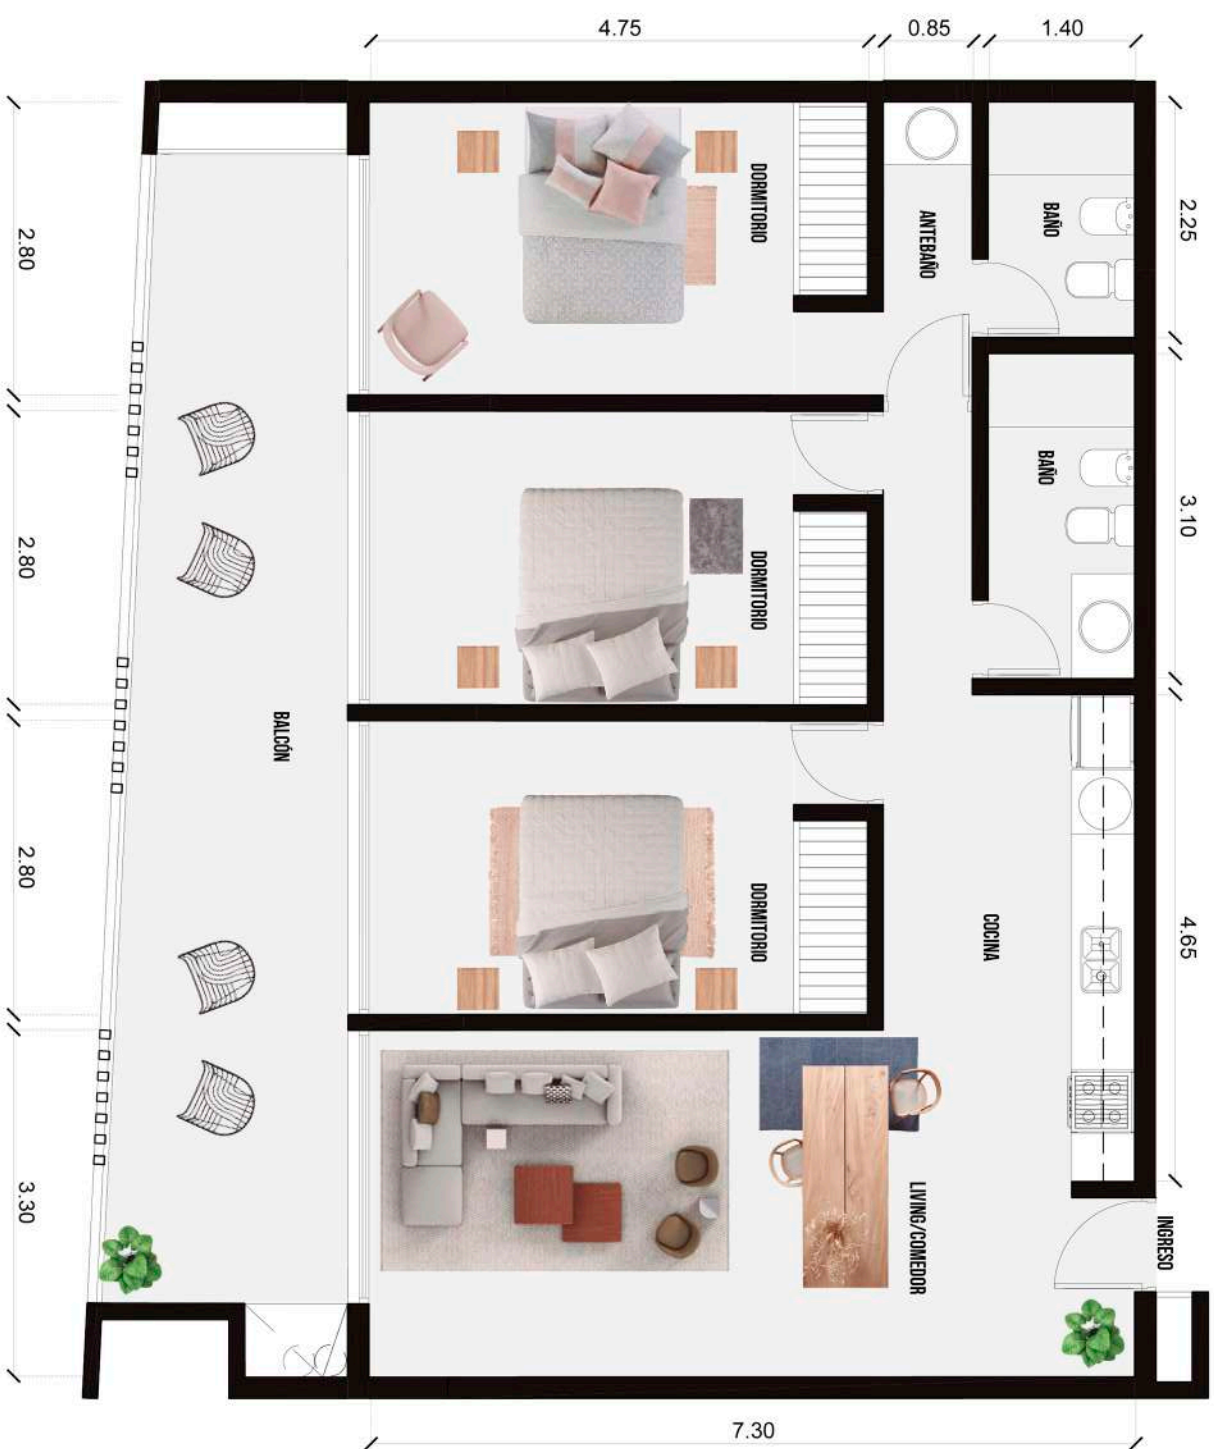 4.75
0.85
1.40
DORMITORIO
ANTEBAÑO
BAÑO
2.25
2.80
BAÑO
3.10
DORMITORIO
2.80
BALCÓN
DORMITORIO
COCINA
4.65
2.80
LIVING/COMEDOR
INGRESO
3.30
7.30